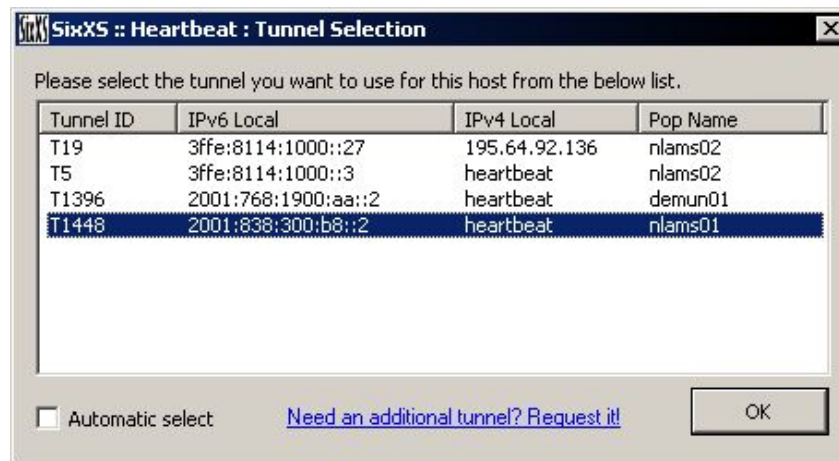 SixXS SixXS :: Heartbeat : Tunnel Selection
Please select the tunnel you want to use for this host from the below list.
Tunnel ID IPv6 Local IPv4 Local Pop Name
T19 3ffe:8114:1000::27 195.64.92.136 nlams02
T5 3ffe:8114:1000::3 heartbeat nlams02
T1396 2001:768:1900:aa::2 heartbeat demun01
T1448 2001:838:300:b8::2 heartbeat nlams01
Automatic select Need an additional tunnel? Request it! OK